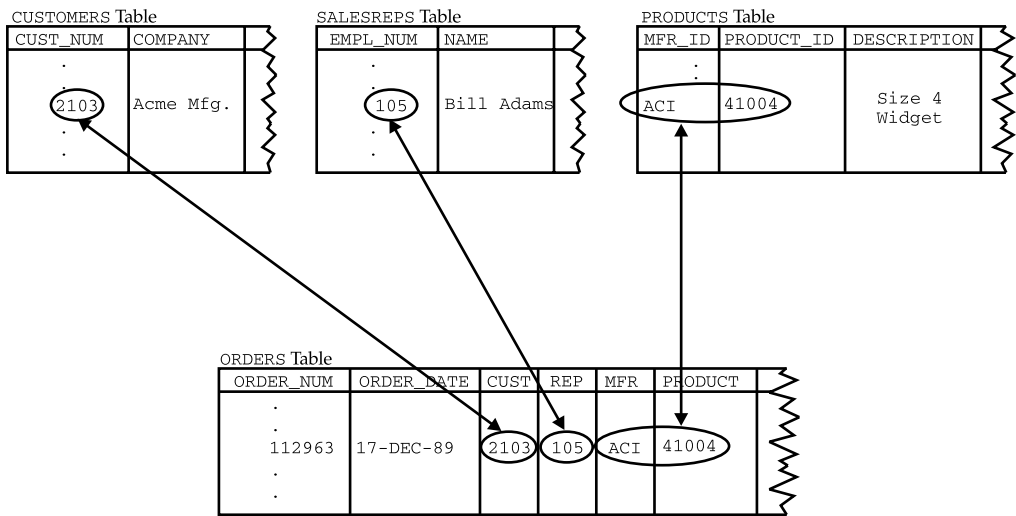 CUSTOMERS Table
CUST_NUM COMPANY
2103 Acme Mfg.
SALESREPS Table
EMPL_NUM NAME
105 Bill Adams
PRODUCTS Table
MFR_ID PRODUCT_ID DESCRIPTION
ACI 41004 Size 4
Widget
ORDERS Table
ORDER_NUM ORDER_DATE CUST REP MFR PRODUCT
112963 17-DEC-89 2103 105 ACI 41004